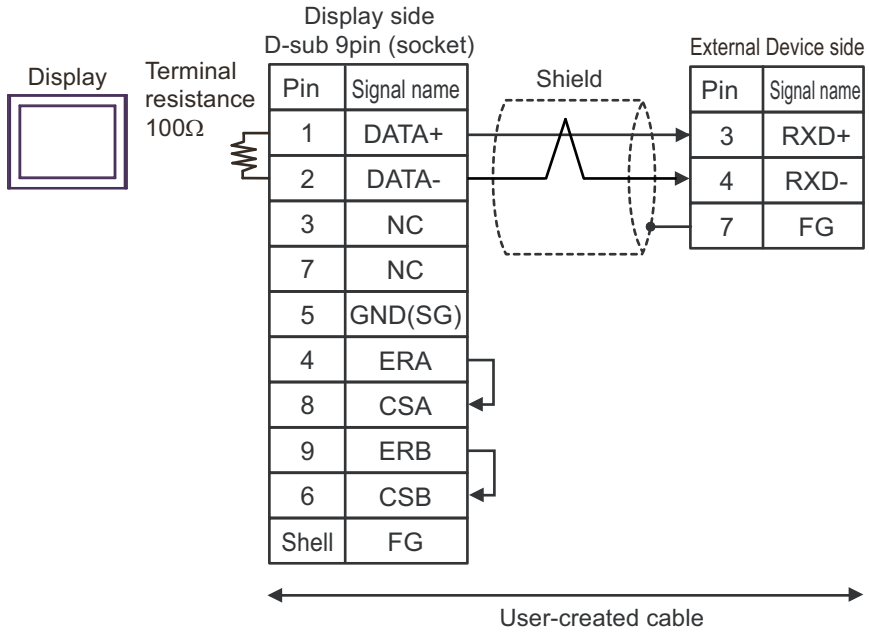 Display side
D-sub 9pin (socket)
External Device side
Display
Terminal
resistance
100Ω
Shield
Pin Signal name
1 DATA+
2 DATA-
3 NC
7 NC
5 GND(SG)
4 ERA
8 CSA
9 ERB
6 CSB
Shell FG
Pin Signal name
3 RXD+
4 RXD-
7 FG
User-created cable